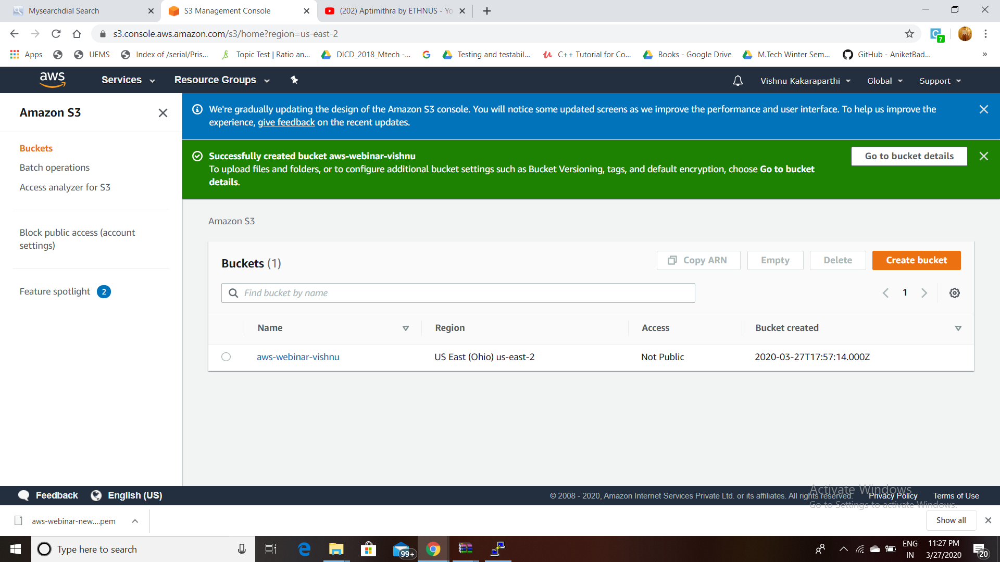 Mysearchdial Search
S3 Management Console
(202) Aptimithra by ETHNUS - Yo
s3.console.aws.amazon.com/s3/home?region=us-east-2
7
Apps
UEMS
Index of /serial/Pris...
Topic Test | Ratio an...
DICD_2018_Mtech -...
Testing and testabil...
C++ Tutorial for Co...
Books - Google Drive
M.Tech Winter Sem...
GitHub - AniketBad...
»
aws
Services
Resource Groups
Vishnu Kakaraparthi
Global
Support
Amazon S3
Buckets
Batch operations
Access analyzer for S3
Block public access (account
settings)
Feature spotlight 2
We're gradually updating the design of the Amazon S3 console. You will notice some updated screens as we improve the performance and user interface. To help us improve the
experience, give feedback on the recent updates.
Successfully created bucket aws-webinar-vishnu
To upload files and folders, or to configure additional bucket settings such as Bucket Versioning, tags, and default encryption, choose Go to bucket
details.
Go to bucket details
Amazon S3
Buckets (1)
Copy ARN
Empty
Delete
Create bucket
Find bucket by name
1
Name
Region
Access
Bucket created
aws-webinar-vishnu
US East (Ohio) us-east-2
Not Public
2020-03-27T17:57:14.000Z
Feedback
English (US)
© 2008 - 2020, Amazon Internet Services Private Ltd. or its affiliates. All rights reserved.
Privacy Policy
Terms of Use
Activate Windows
Go to Settings to activate Windows.
aws-webinar-new....pem
Show all
Type here to search
99+
ENG
IN
11:27 PM
3/27/2020
20